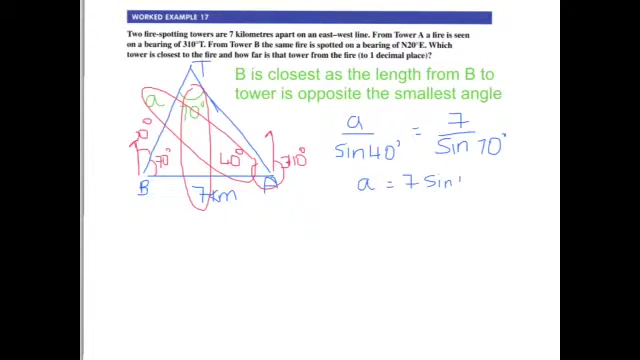 WORKED EXAMPLE 17
Two fire-spotting towers are 7 kilometres apart on an east-west line. From Tower A a fire is seen
on a bearing of 310°T. From Tower B the same fire is spotted on a bearing of N20°E. Which
tower is closest to the fire and how far is that tower from the fire (to 1 decimal place)?
T
B is closest as the length from B to
tower is opposite the smallest angle
a
70°
a / sin 40° = 7 / sin 70°
70° 40° 310°
a = 7 sin
B A
7km